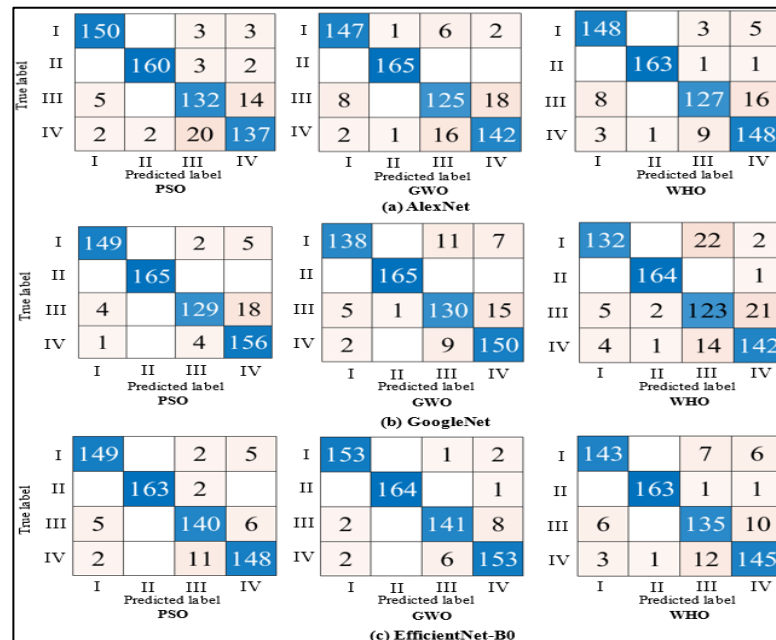 I 150 3 3 I 147 1 6 2 I 148 3 5
II 160 3 2 II 165 II 163 1 1
True label
III 5 132 14 III 8 125 18 III 8 127 16
IV 2 2 20 137 IV 2 1 16 142 IV 3 1 9 148
I II III IV I II III IV I II III IV
Predicted label Predicted label Predicted label
PSO GWO WHO
(a) AlexNet
I 149 2 5 I 138 11 7 I 132 22 2
II 165 II 165 II 164 1
True label
III 4 129 18 III 5 1 130 15 III 5 2 123 21
IV 1 4 156 IV 2 9 150 IV 4 1 14 142
I II III IV I II III IV I II III IV
Predicted label Predicted label Predicted label
PSO GWO WHO
(b) GoogleNet
I 149 2 5 I 153 1 2 I 143 7 6
II 163 2 II 164 1 II 163 1 1
True label
III 5 140 6 III 2 141 8 III 6 135 10
IV 2 11 148 IV 2 6 153 IV 3 1 12 145
I II III IV I II III IV I II III IV
Predicted label Predicted label Predicted label
PSO GWO WHO
(c) EfficientNet-B0